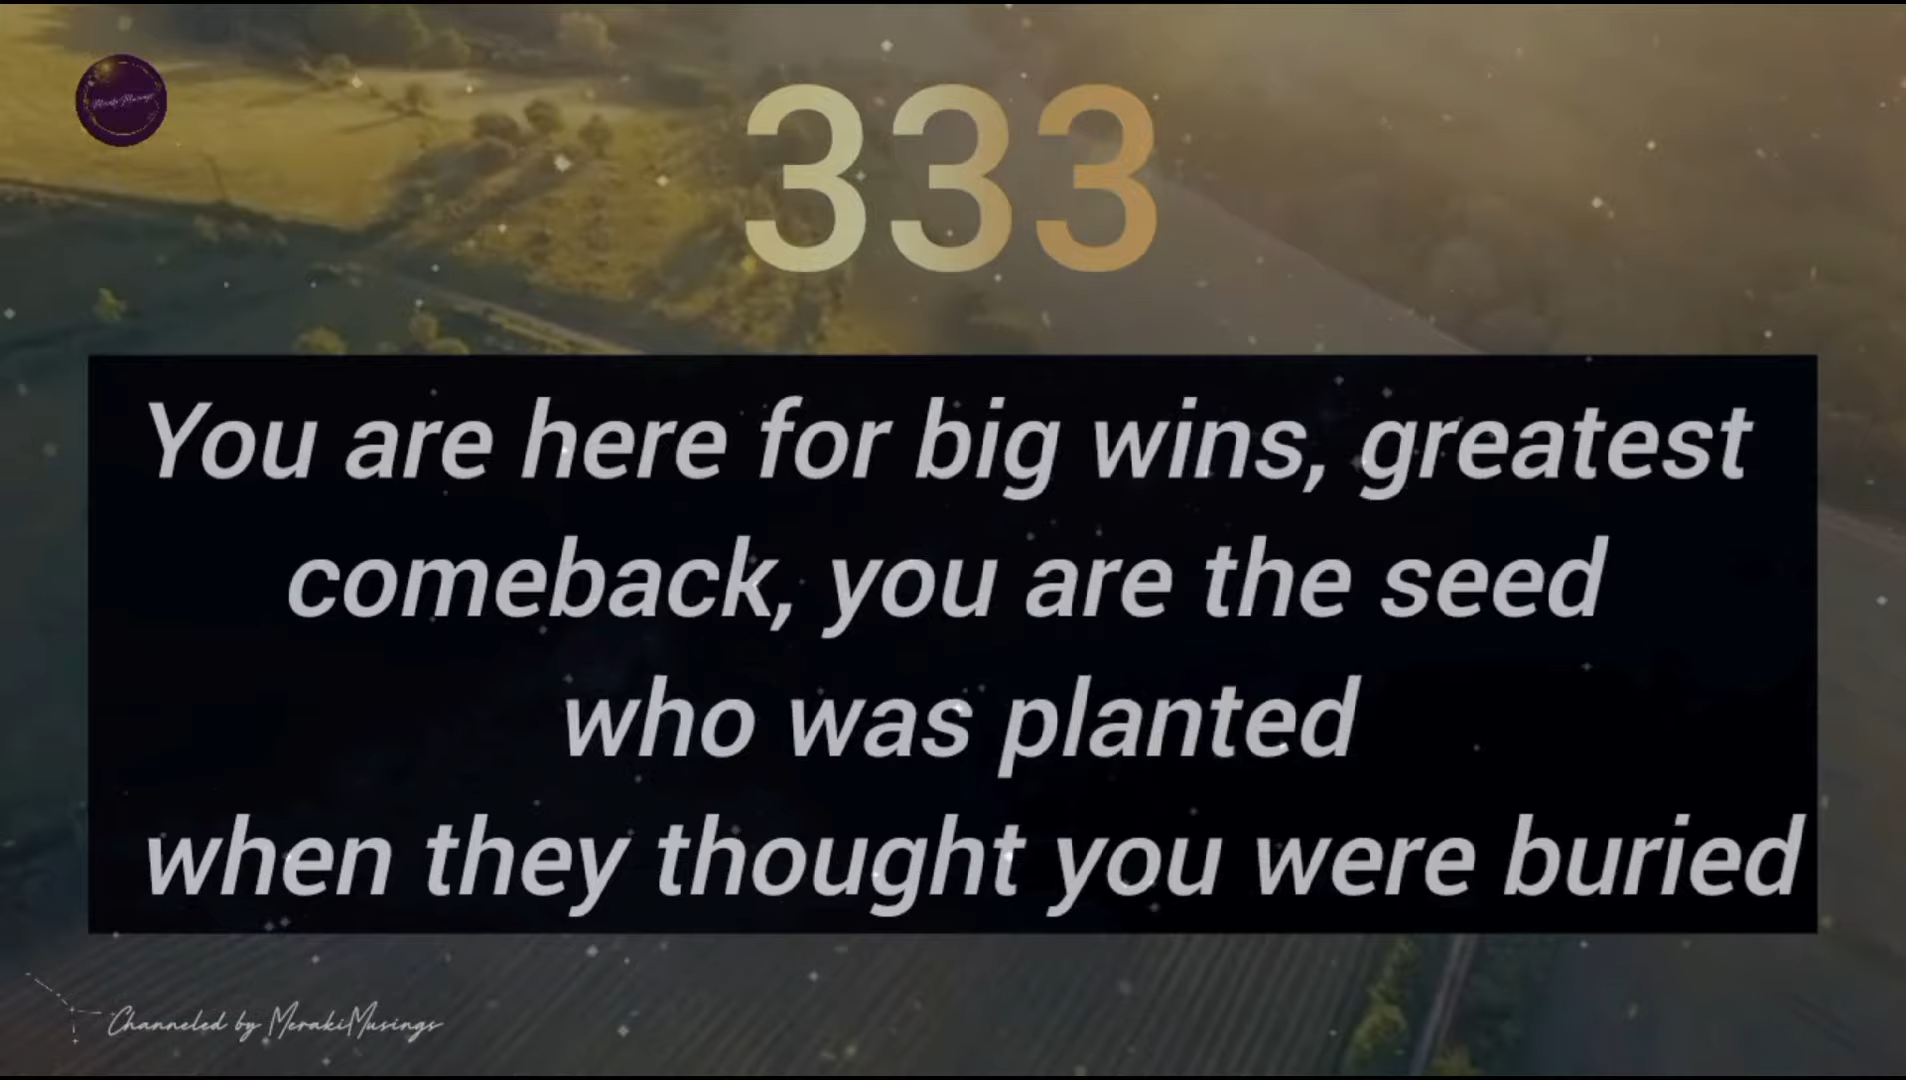 333
You are here for big wins, greatest
comeback, you are the seed
who was planted
when they thought you were buried
Channeled by MerakiMusings